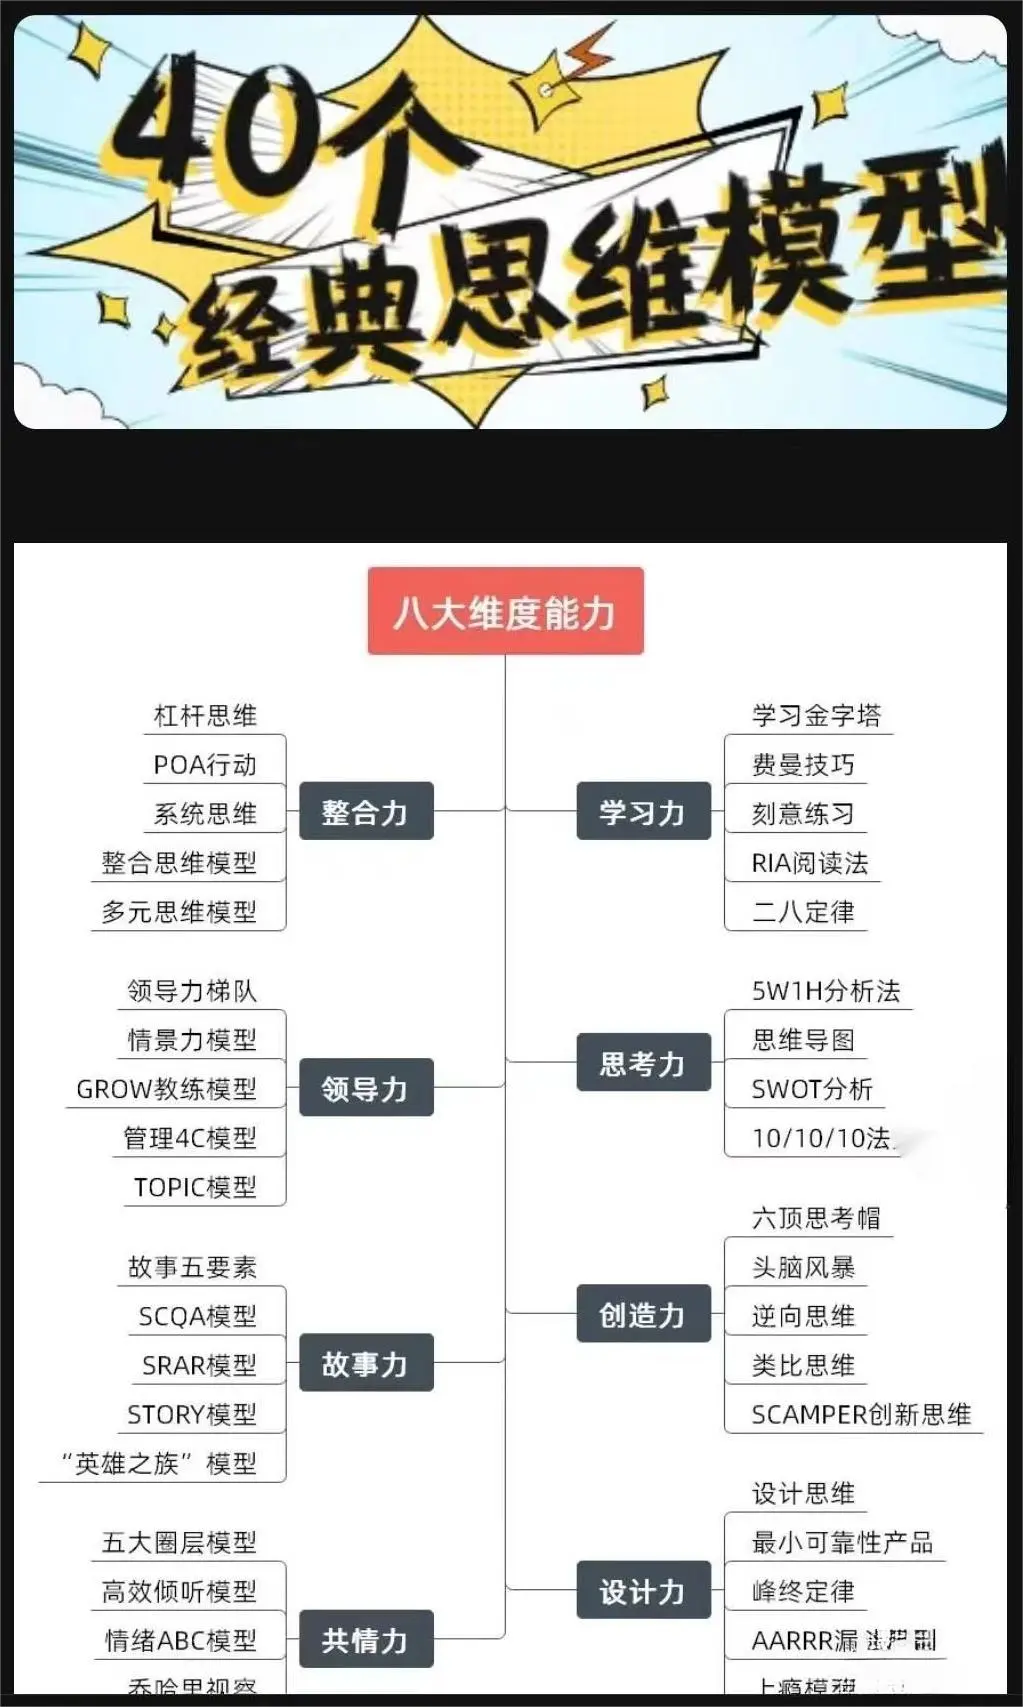 40个
经典思维模型
八大维度能力
杠杆思维
POA行动
系统思维
整合思维模型
多元思维模型
整合力
学习力
学习金字塔
费曼技巧
刻意练习
RIA阅读法
二八定律
领导力梯队
情景力模型
GROW教练模型
管理4C模型
TOPIC模型
领导力
思考力
5W1H分析法
思维导图
SWOT分析
10/10/10法
故事五要素
SCQA模型
SRAR模型
STORY模型
“英雄之族”模型
故事力
创造力
六顶思考帽
头脑风暴
逆向思维
类比思维
SCAMPER创新思维
五大圈层模型
高效倾听模型
情绪ABC模型
乔哈里视察
共情力
设计力
设计思维
最小可靠性产品
峰终定律
AARRR漏斗模型
上瘾模型